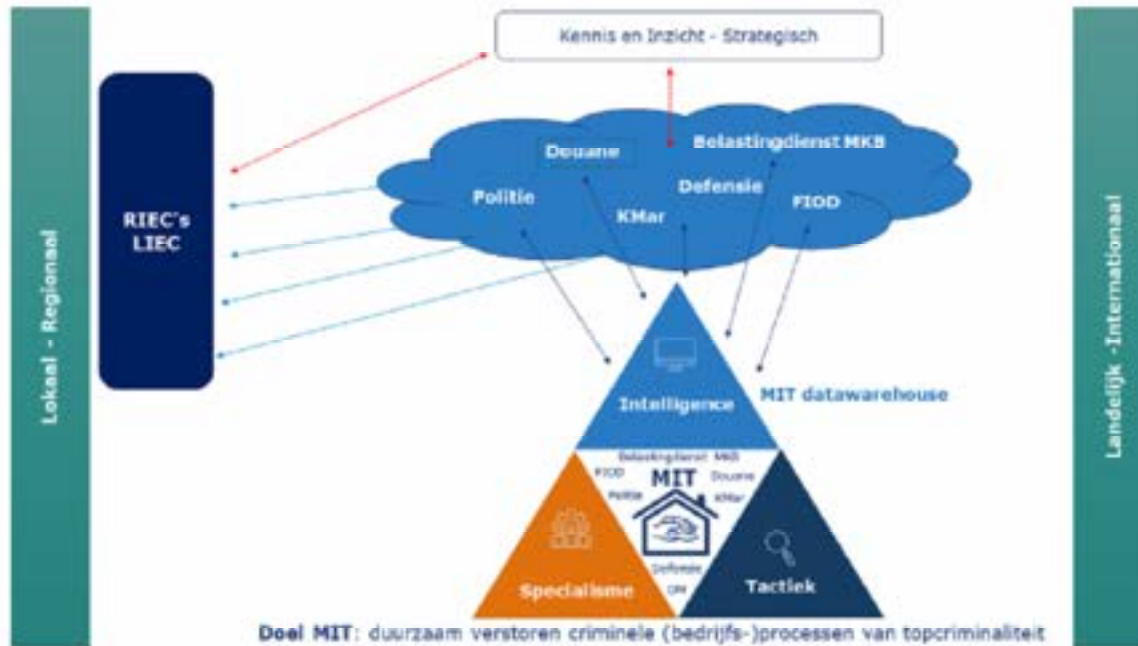 Kennis en Inzicht - Strategisch
Lokaal - Regionaal
RIEC's
LIEC
Douane
Belastingdienst MKB
Politie
Defensie
KMar
FIOD
Landelijk -Internationaal
Intelligence
MIT datawarehouse
Belastingdienst MKB
FIOD
MIT
Douane
Politie
KMar
Defensie
OM
Specialisme
Tactiek
Doel MIT: duurzaam verstoren criminele (bedrijfs-)processen van topcriminaliteit